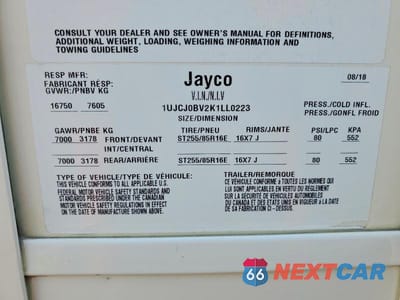 CONSULT YOUR DEALER AND SEE OWNER'S MANUAL FOR DEFINITIONS,
ADDITIONAL WEIGHT, LOADING, WEIGHING INFORMATION AND
TOWING GUIDELINES
RESP MFR: Jayco 08/18
FABRICANT RESP:
GVWR:/PNBV KG V.I.N./N.I.V
16750 7605 1UJCJ0BV2K1LL0223 PRESS./COLD INFL.
SIZE/DIMENSION PRESS./GONFL FROID
GAWR/PNBE KG TIRE/PNEU RIMS/JANTE PSI/LPC KPA
7000 3178 FRONT/DEVANT ST255/85R16E 16X7 J 80 552
INT/CENTRAL
7000 3178 REAR/ARRIÈRE ST255/85R16E 16X7 J 80 552
TYPE OF VEHICLE/TYPE DE VEHICULE: TRAILER/REMORQUE
THIS VEHICLE CONFORMS TO ALL APPLICABLE U.S. CE VÉHICULE CONFORME à TOUTES LES NORMES QUI
FEDERAL MOTOR VEHICLE SAFETY STANDARDS AND LUI SONT APPLICABLES EN VERTU DU RÈGLEMENT
STANDARDS PRESCRIBED UNDER THE CANADIAN SUR LA SECURITE DE VEHICULES AUTOMOBILES
MOTOR VEHICLE SAFETY REGULATIONS IN EFFECT DU CANADA ET DES ETATS UNIS EN VIGUEUR A LA DATE
ON THE DATE OF MANUFACTURE SHOWN ABOVE. DE SA FABRICATION CI - DESSUS.
66 NEXTCAR